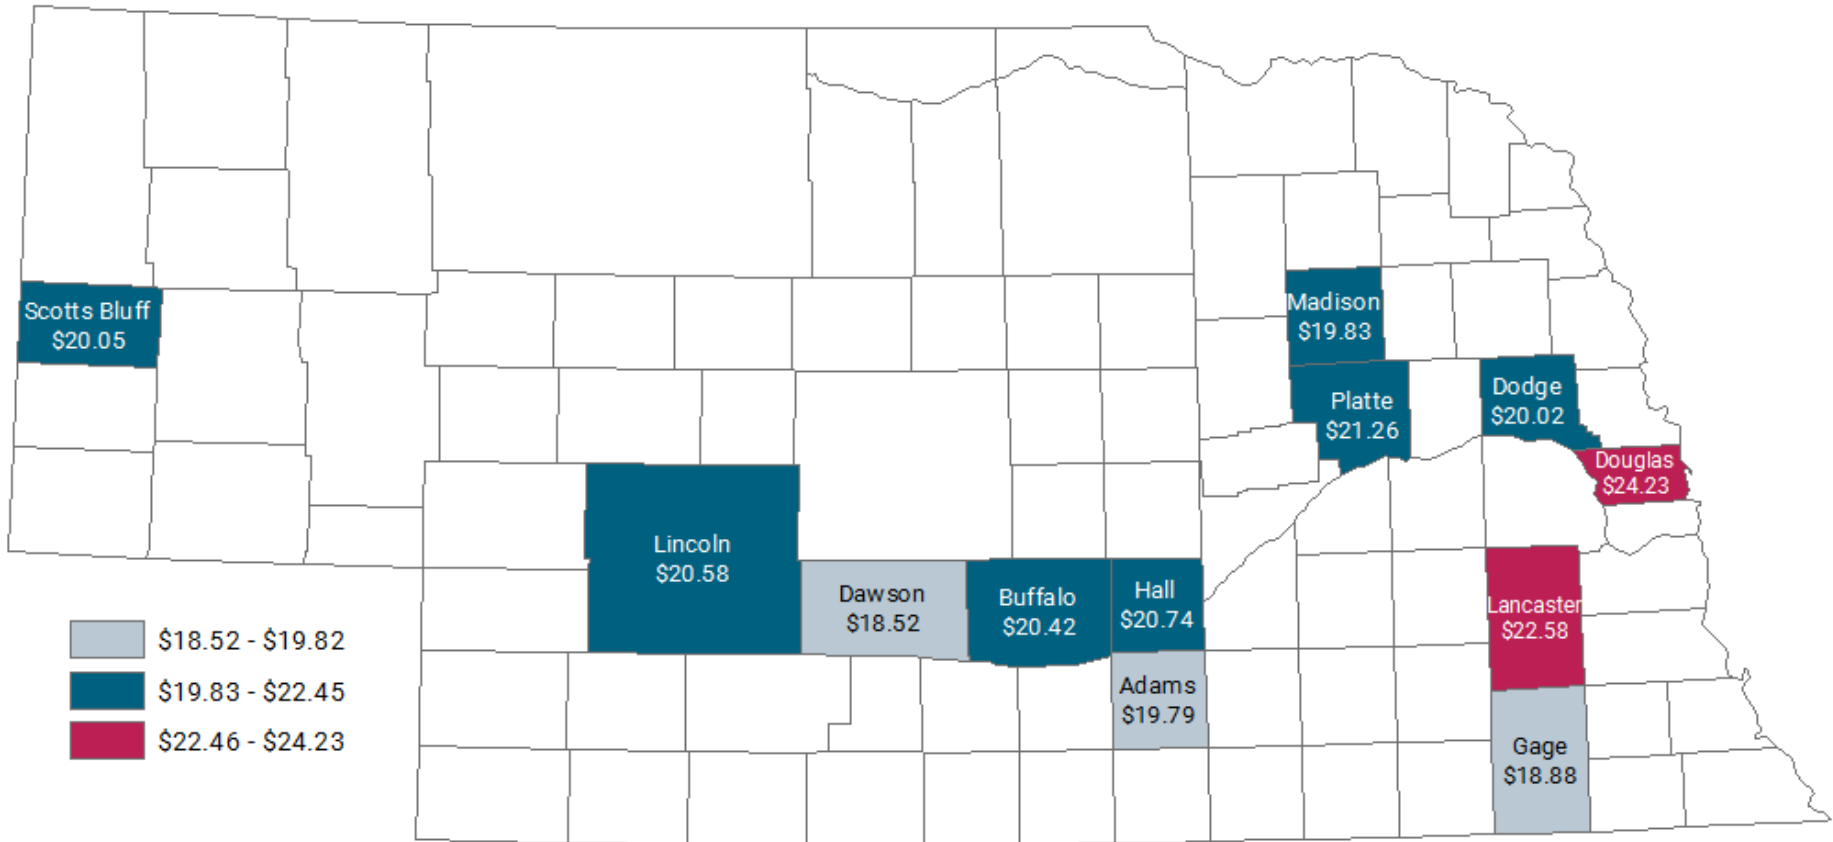 Scotts Bluff
$20.05
Madison
$19.83
Platte
$21.26
Dodge
$20.02
Douglas
$24.23
Lincoln
$20.58
Dawson
$18.52
Buffalo
$20.42
Hall
$20.74
Lancaster
$22.58
Adams
$19.79
Gage
$18.88
$18.52 - $19.82
$19.83 - $22.45
$22.46 - $24.23